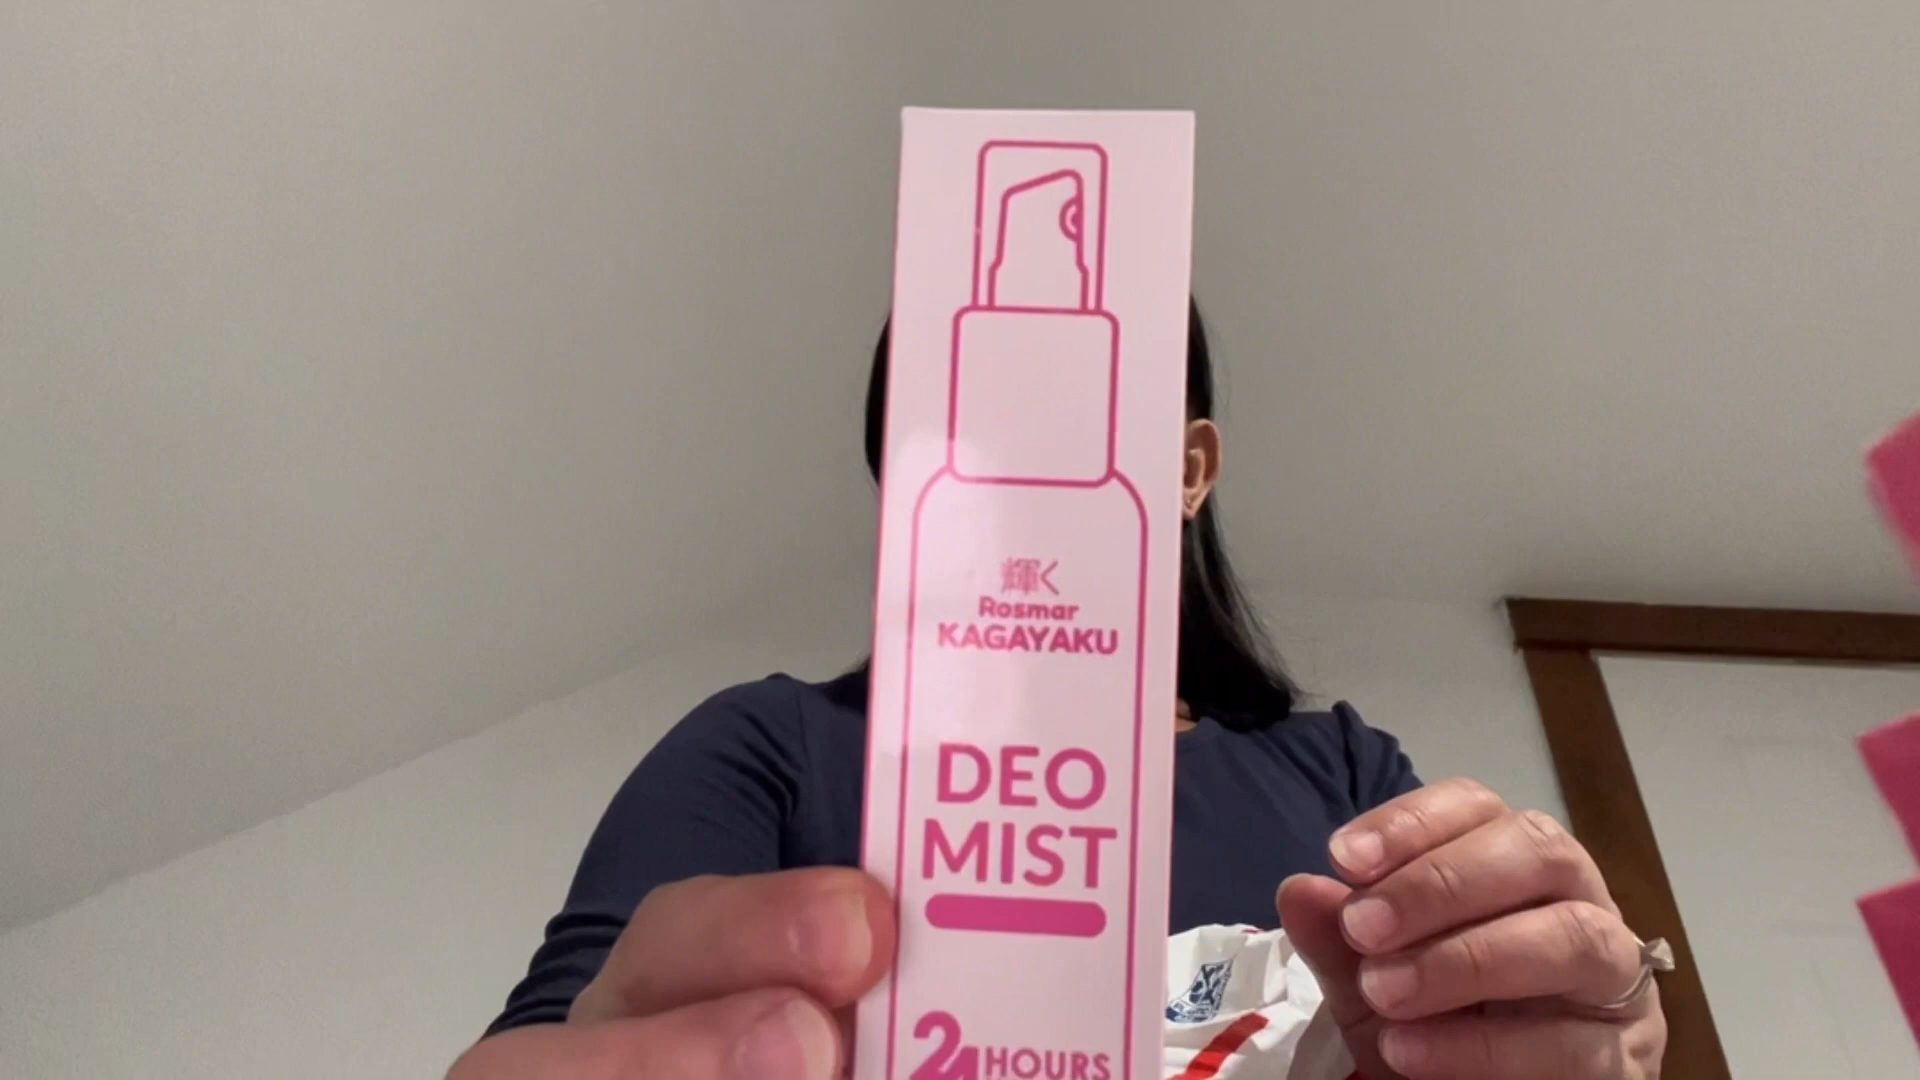 輝く
Rosmar
KAGAYAKU
DEO
MIST
24 HOURS